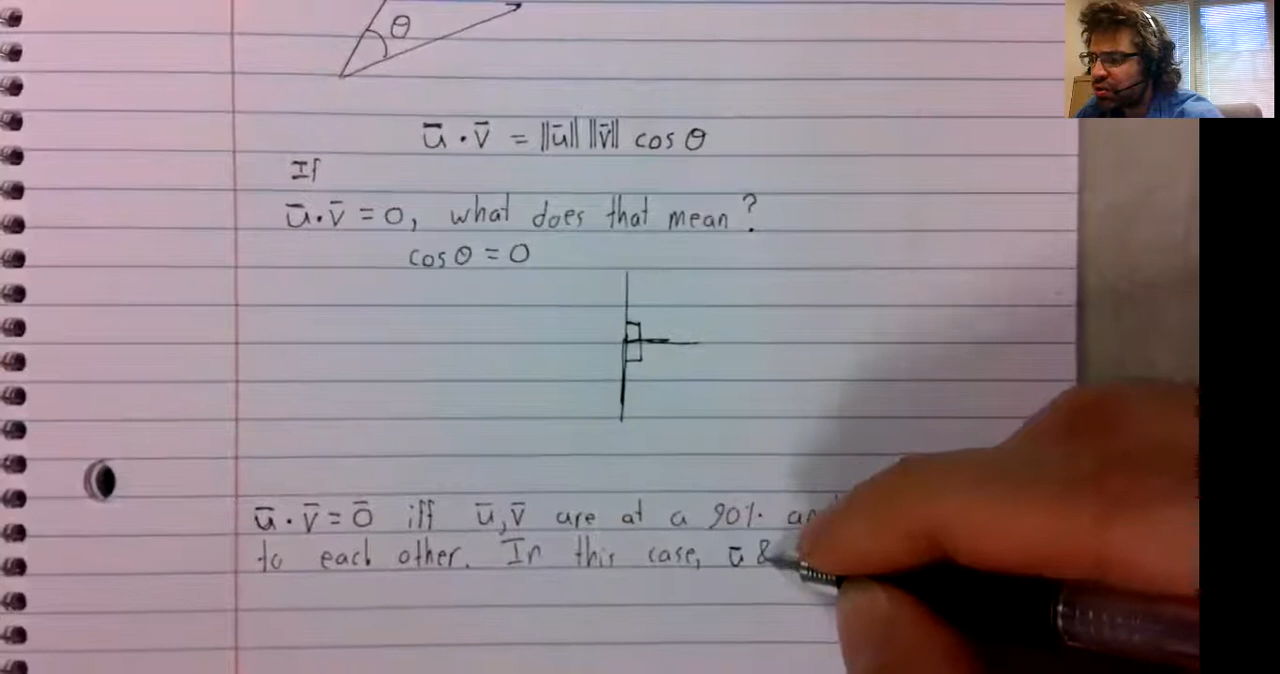 θ
ū · v̄ = ‖ū‖ ‖v̄‖ cos θ
If
ū · v̄ = 0, what does that mean?
cos θ = 0
ū · v̄ = 0̄ iff ū, v̄ are at a 90%
to each other. In this case, ū &